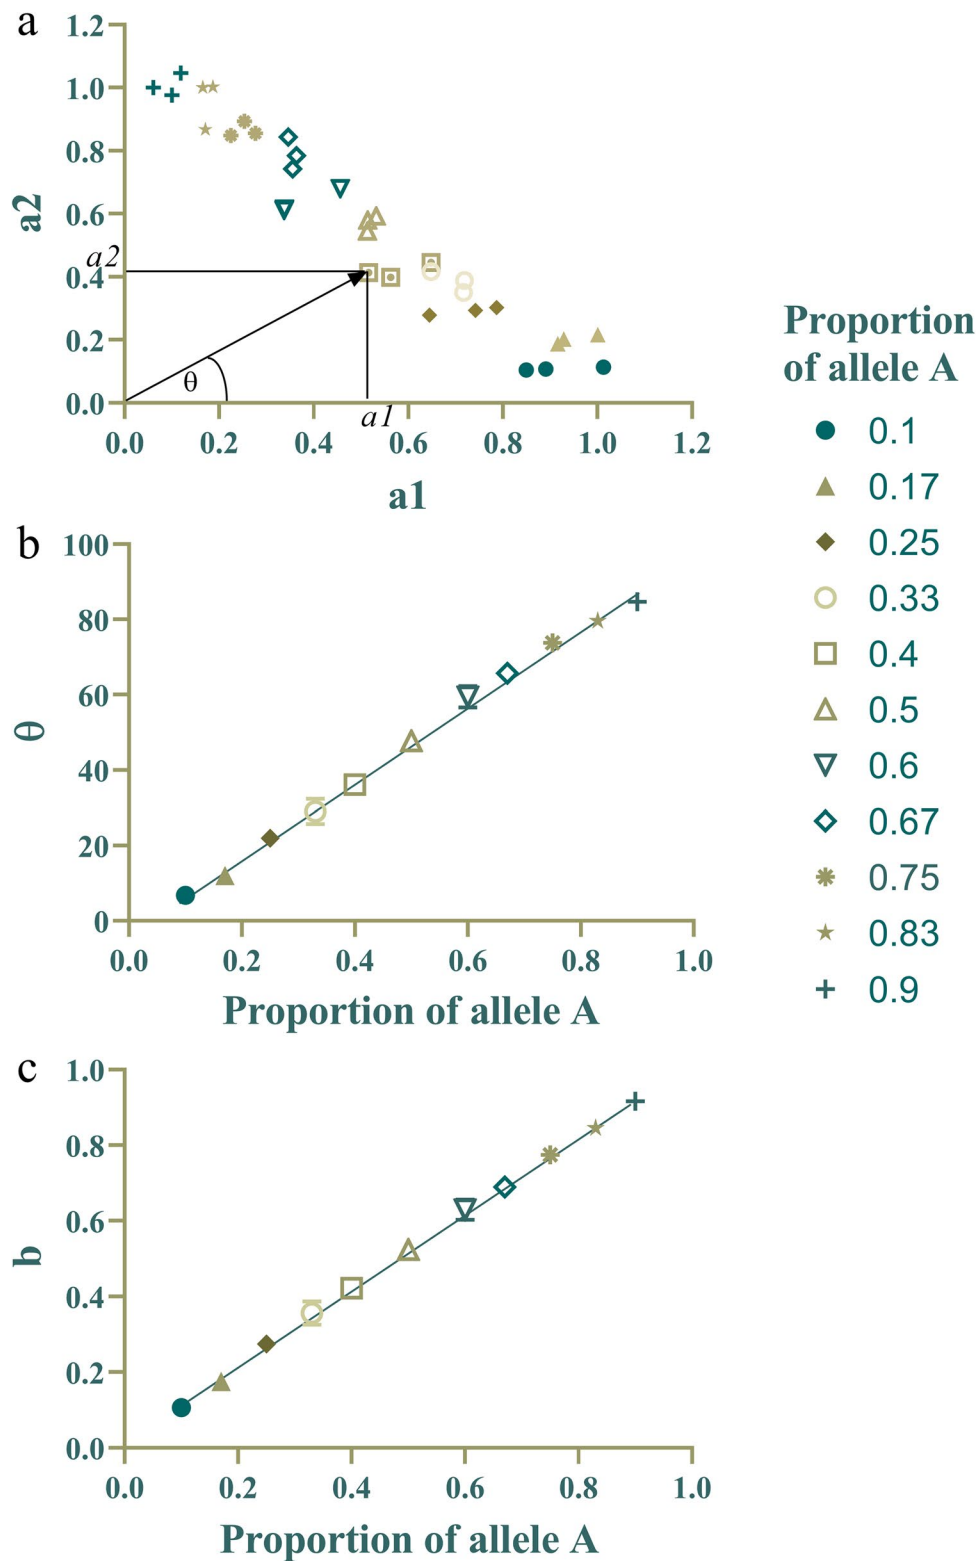 a
1.2
1.0
0.8
0.6
0.4
0.2
0.0
a2
a2
θ
a1
0.0 0.2 0.4 0.6 0.8 1.0 1.2
a1
Proportion
of allele A
0.1
0.17
0.25
0.33
0.4
0.5
0.6
0.67
0.75
0.83
0.9
b
100
80
60
40
20
0
θ
0.0 0.2 0.4 0.6 0.8 1.0
Proportion of allele A
c
1.0
0.8
0.6
0.4
0.2
0.0
b
0.0 0.2 0.4 0.6 0.8 1.0
Proportion of allele A